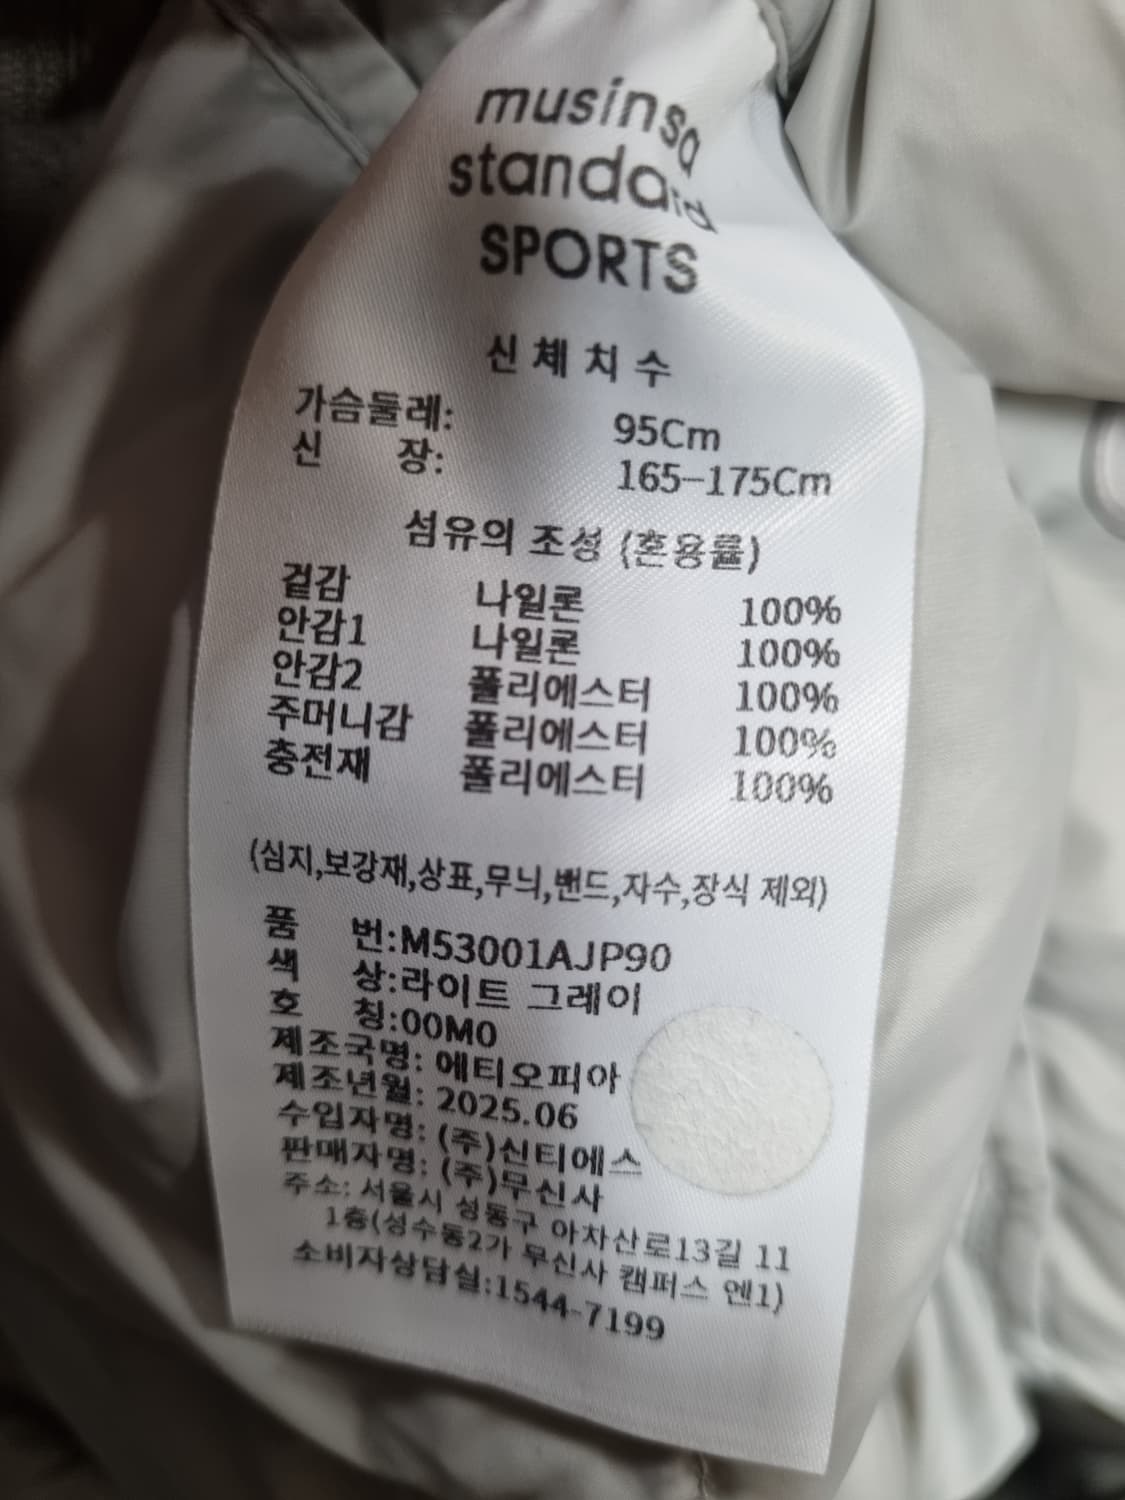 musinsa
standard
SPORTS
신체치수
가슴둘레: 95Cm
신 장: 165-175Cm
섬유의 조성 (혼용률)
겉감 나일론 100%
안감1 나일론 100%
안감2 폴리에스터 100%
주머니감 폴리에스터 100%
충전재 폴리에스터 100%
(심지,보강재,상표,무늬,밴드,자수,장식 제외)
품 번:M53001AJP90
색 상:라이트 그레이
호 칭:00M0
제조국명: 에티오피아
제조년월: 2025.06
수입자명: (주)신티에스
판매자명: (주)무신사
주소: 서울시 성동구 아차산로13길 11
1층(성수동2가 무신사 캠퍼스 엔1)
소비자상담실:1544-7199